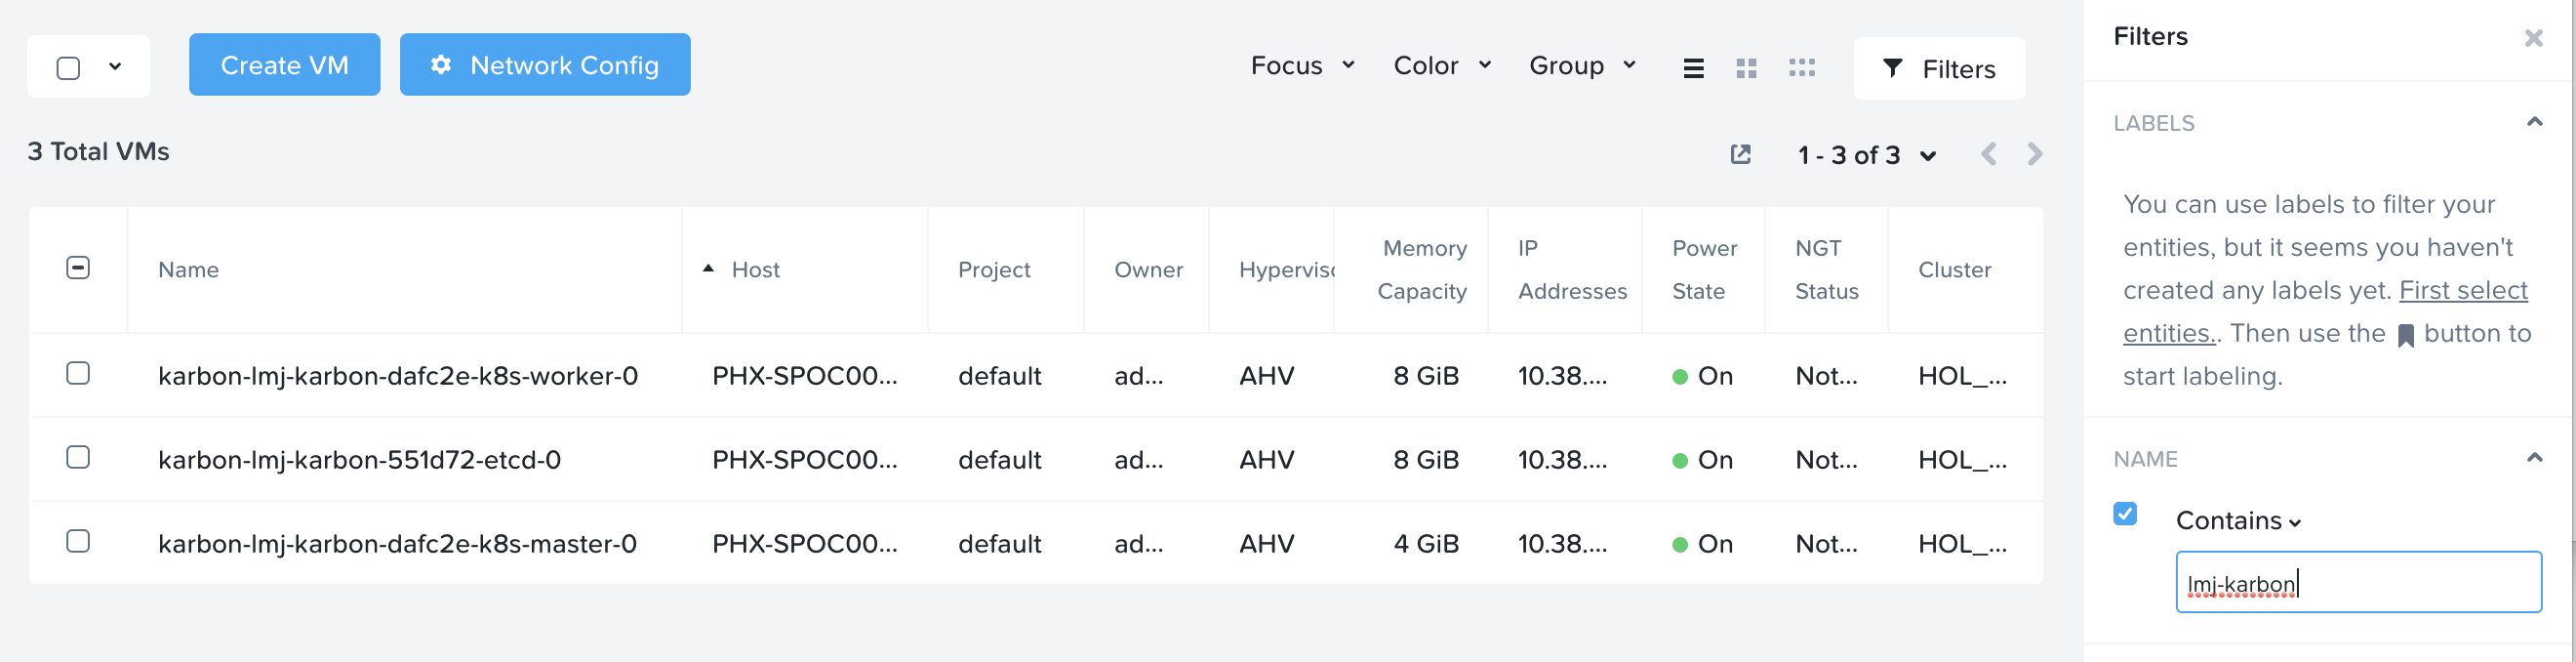 Create VM
Network Config
Focus
Color
Group
Filters
3 Total VMs
1 - 3 of 3
Name
Host
Project
Owner
Hyperviso
Memory Capacity
IP Addresses
Power State
NGT Status
Cluster
karbon-lmj-karbon-dafc2e-k8s-worker-0 PHX-SPOC00... default ad... AHV 8 GiB 10.38.... On Not... HOL_...
karbon-lmj-karbon-551d72-etcd-0 PHX-SPOC00... default ad... AHV 8 GiB 10.38.... On Not... HOL_...
karbon-lmj-karbon-dafc2e-k8s-master-0 PHX-SPOC00... default ad... AHV 4 GiB 10.38.... On Not... HOL_...
Filters
LABELS
You can use labels to filter your
entities, but it seems you haven't
created any labels yet. First select
entities.. Then use the button to
start labeling.
NAME
Contains
lmj-karbon